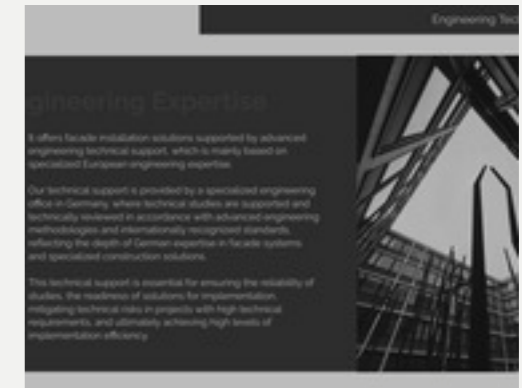 Engineering Tec
gineering Expertise
It offers facade installation solutions supported by advanced
engineering technical support, which is mainly based on
specialized European engineering expertise.
Our technical support is provided by a specialized engineering
office in Germany, where technical studies are supported and
technically reviewed in accordance with advanced engineering
methodologies and internationally recognized standards,
reflecting the depth of German expertise in facade systems
and specialized construction solutions.
This technical support is essential for ensuring the reliability of
studies, the readiness of solutions for implementation,
mitigating technical risks in projects with high technical
requirements, and ultimately achieving high levels of
implementation efficiency.